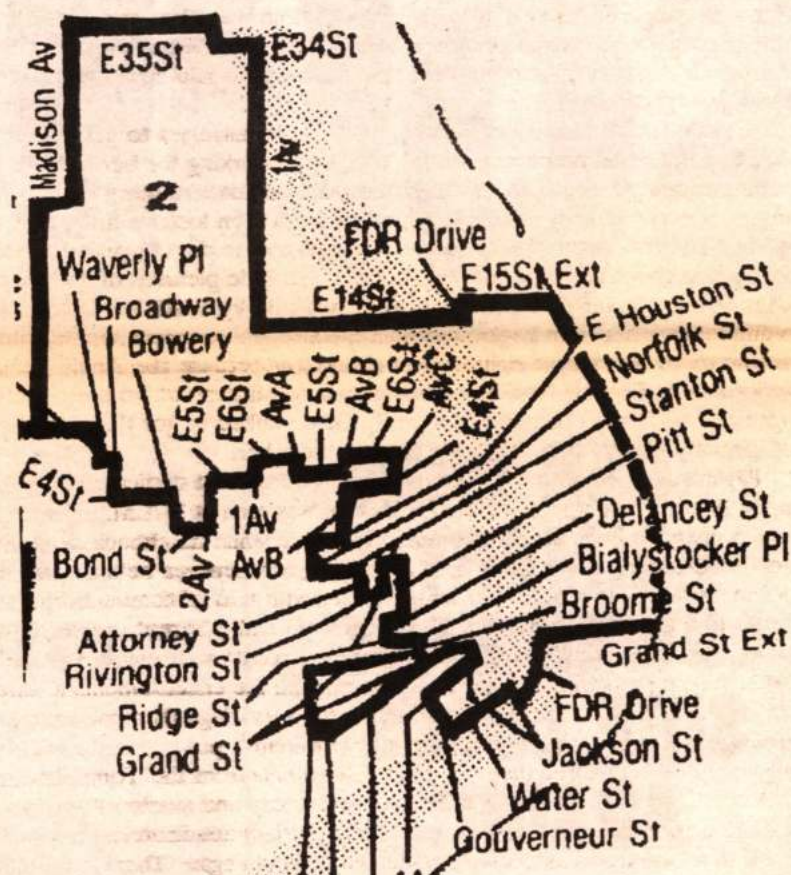 E35St
E34St
Madison Av
1Av
2
FDR Drive
E15St Ext
Waverly Pl
E14St
Broadway
Bowery
E Houston St
Norfolk St
Stanton St
Pitt St
E5St
E6St
AvA
E5St
AvB
E6St
AvC
E4St
E4St
1Av
Bond St
2Av
AvB
Delancey St
Bialystocker Pl
Broome St
Attorney St
Rivington St
Grand St Ext
Ridge St
FDR Drive
Grand St
Jackson St
Water St
Gouverneur St